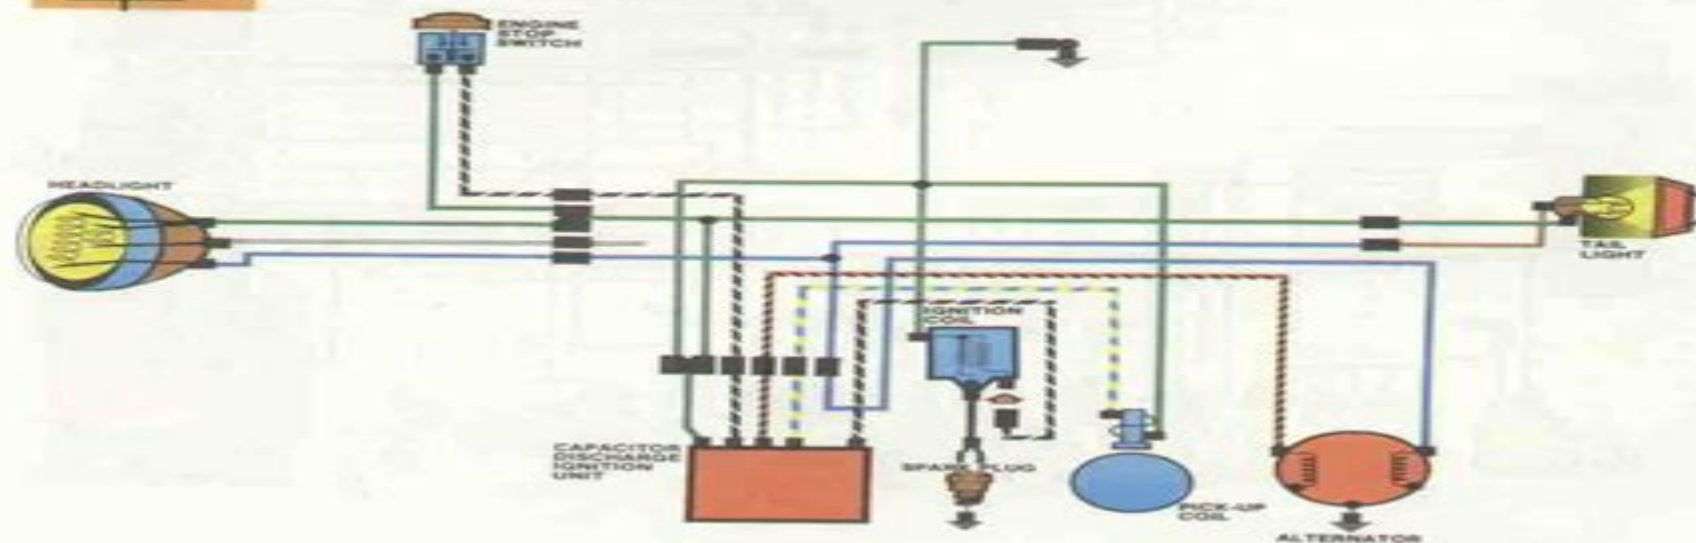 ENGINE
STOP
SWITCH
HEADLIGHT
TAIL
LIGHT
IGNITION
COIL
CAPACITOR
DISCHARGE
IGNITION
UNIT
SPARK PLUG
PICK-UP
COIL
ALTERNATOR